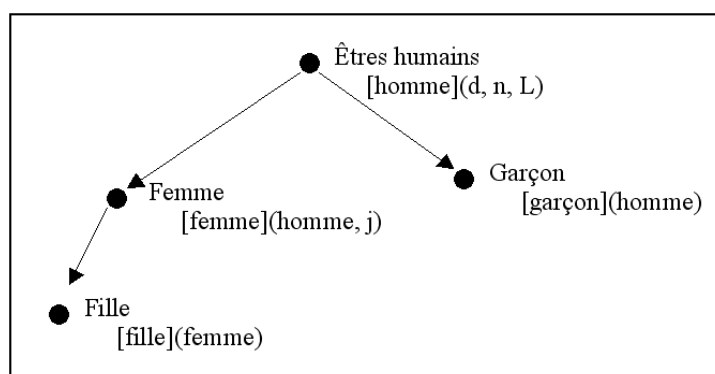 Êtres humains
[homme](d, n, L)
Femme
[femme](homme, j)
Garçon
[garçon](homme)
Fille
[fille](femme)